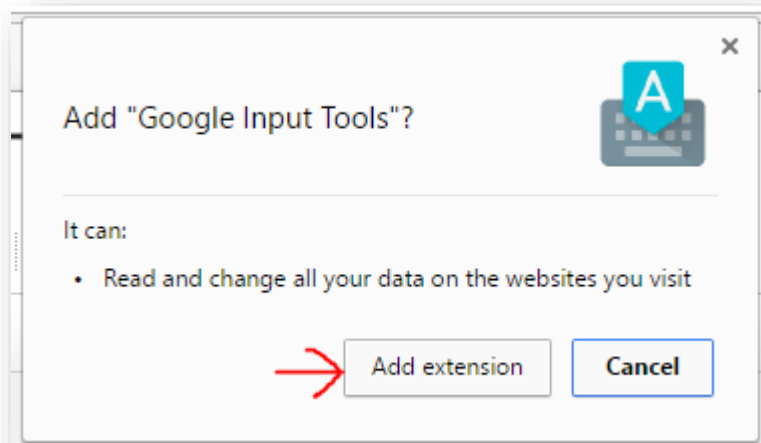 A
Add "Google Input Tools"?
It can:
• Read and change all your data on the websites you visit
Add extension
Cancel